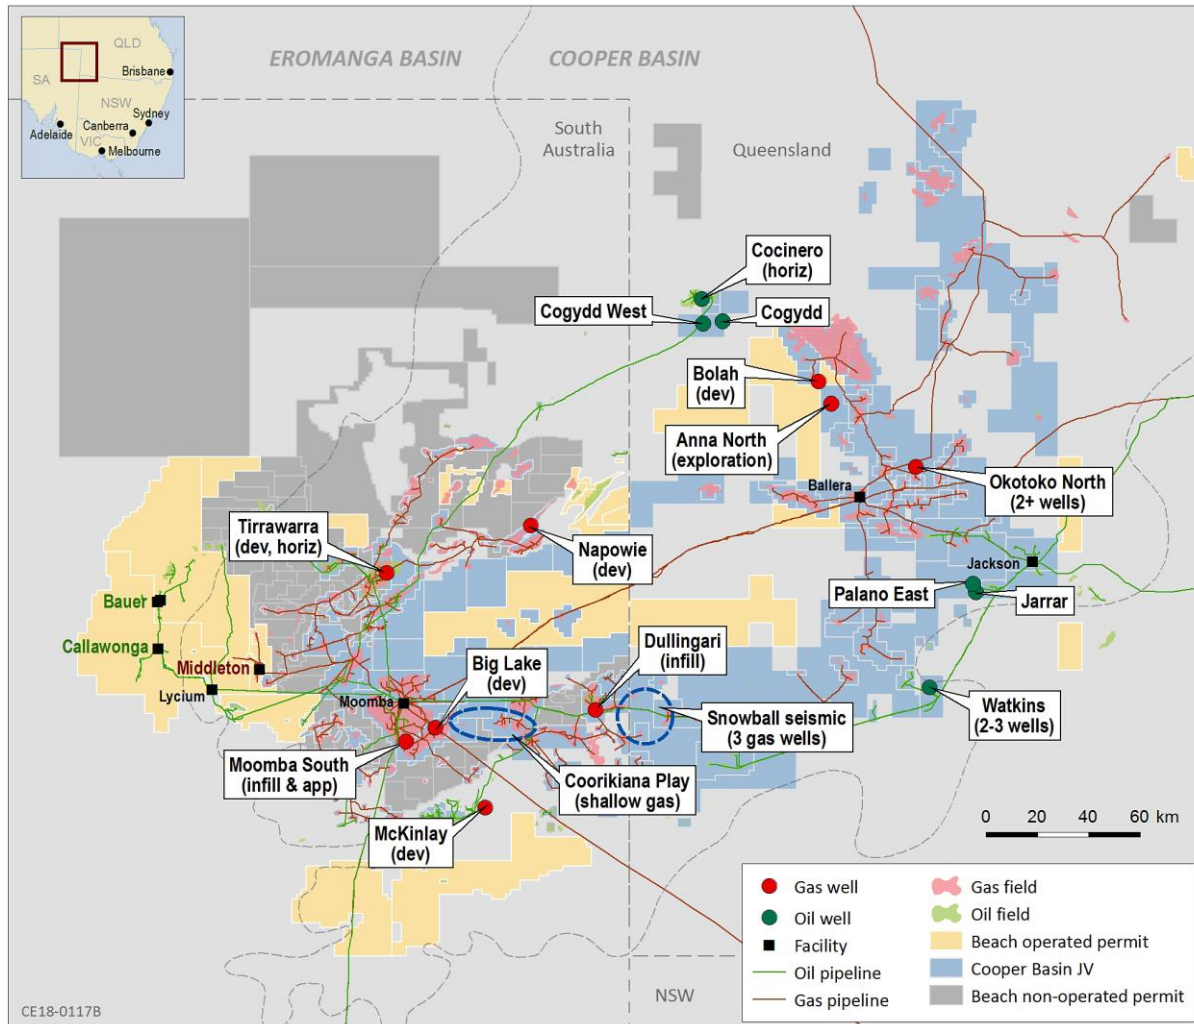 QLD
Brisbane
SA
NSW
Sydney
Canberra
Adelaide
VIC
Melbourne
EROMANGA BASIN
COOPER BASIN
South
Australia
Queensland
Cocinero
(horiz)
Cogydd West
Cogydd
Bolah
(dev)
Anna North
(exploration)
Ballera
Okotoko North
(2+ wells)
Tirrawarra
(dev, horiz)
Napowie
(dev)
Jackson
Palano East
Jarrar
Bauer
Callawonga
Middleton
Lycium
Moomba
Big Lake
(dev)
Dullingari
(infill)
Snowball seismic
(3 gas wells)
Watkins
(2-3 wells)
Moomba South
(infill & app)
Coorikiana Play
(shallow gas)
McKinlay
(dev)
0 20 40 60 km
Gas well
Oil well
Facility
Oil pipeline
Gas pipeline
Gas field
Oil field
Beach operated permit
Cooper Basin JV
Beach non-operated permit
NSW
CE18-0117B